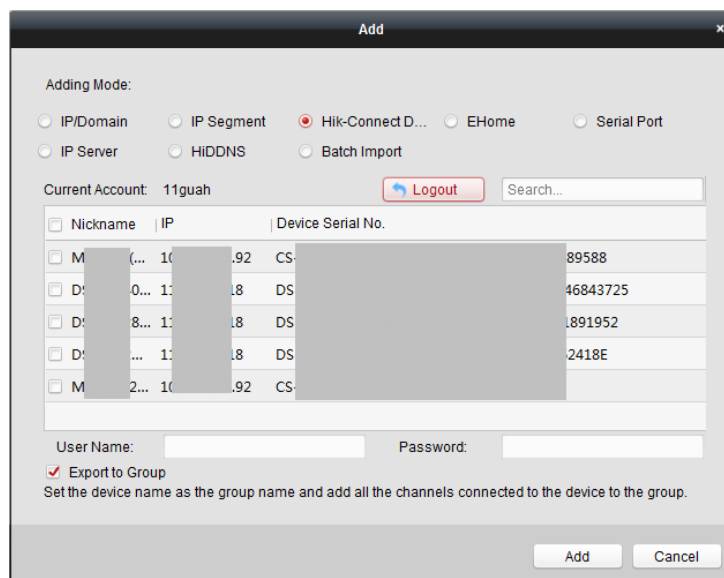 Add
Adding Mode:
IP/Domain IP Segment Hik-Connect D... EHome Serial Port
IP Server HiDDNS Batch Import
Current Account: 11guah Logout Search...
Nickname IP Device Serial No.
M (... 10 .92 CS- 89588
DS 0... 11 18 DS 46843725
DS 8... 11 18 DS 1891952
DS ... 11 18 DS 2418E
M 2... 10 .92 CS-
User Name: Password:
Export to Group
Set the device name as the group name and add all the channels connected to the device to the group.
Add Cancel